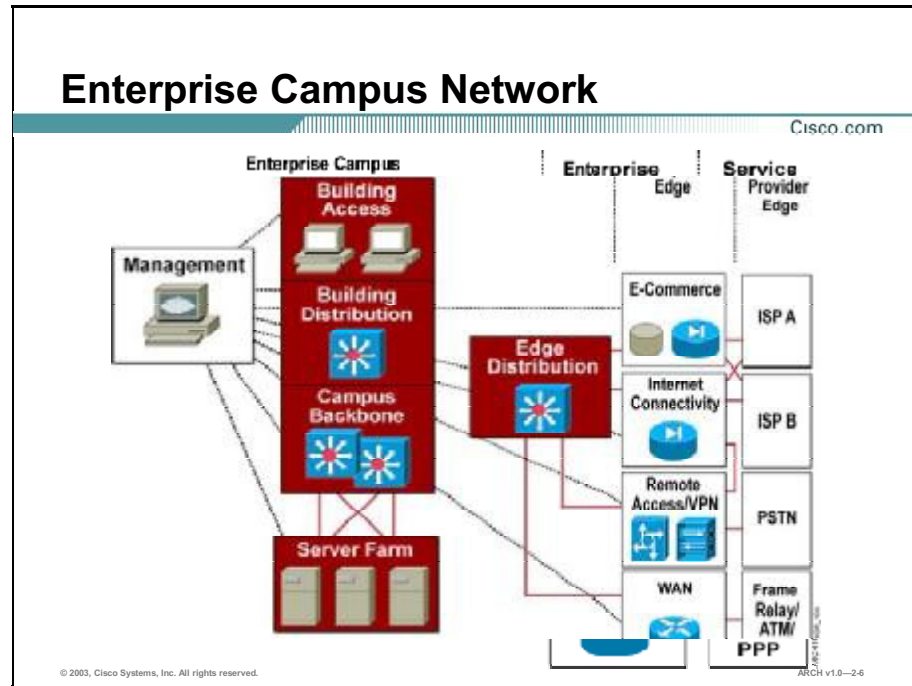 Enterprise Campus Network
Cisco.com
Enterprise Campus
Enterprise
Edge
Service
Provider
Edge
Building
Access
Management
Building
Distribution
Campus
Backbone
Server Farm
Edge
Distribution
E-Commerce
Internet
Connectivity
Remote
Access/VPN
WAN
ISP A
ISP B
PSTN
Frame
Relay/
ATM/
PPP
© 2003, Cisco Systems, Inc. All rights reserved.
ARCH v1.0—2-6